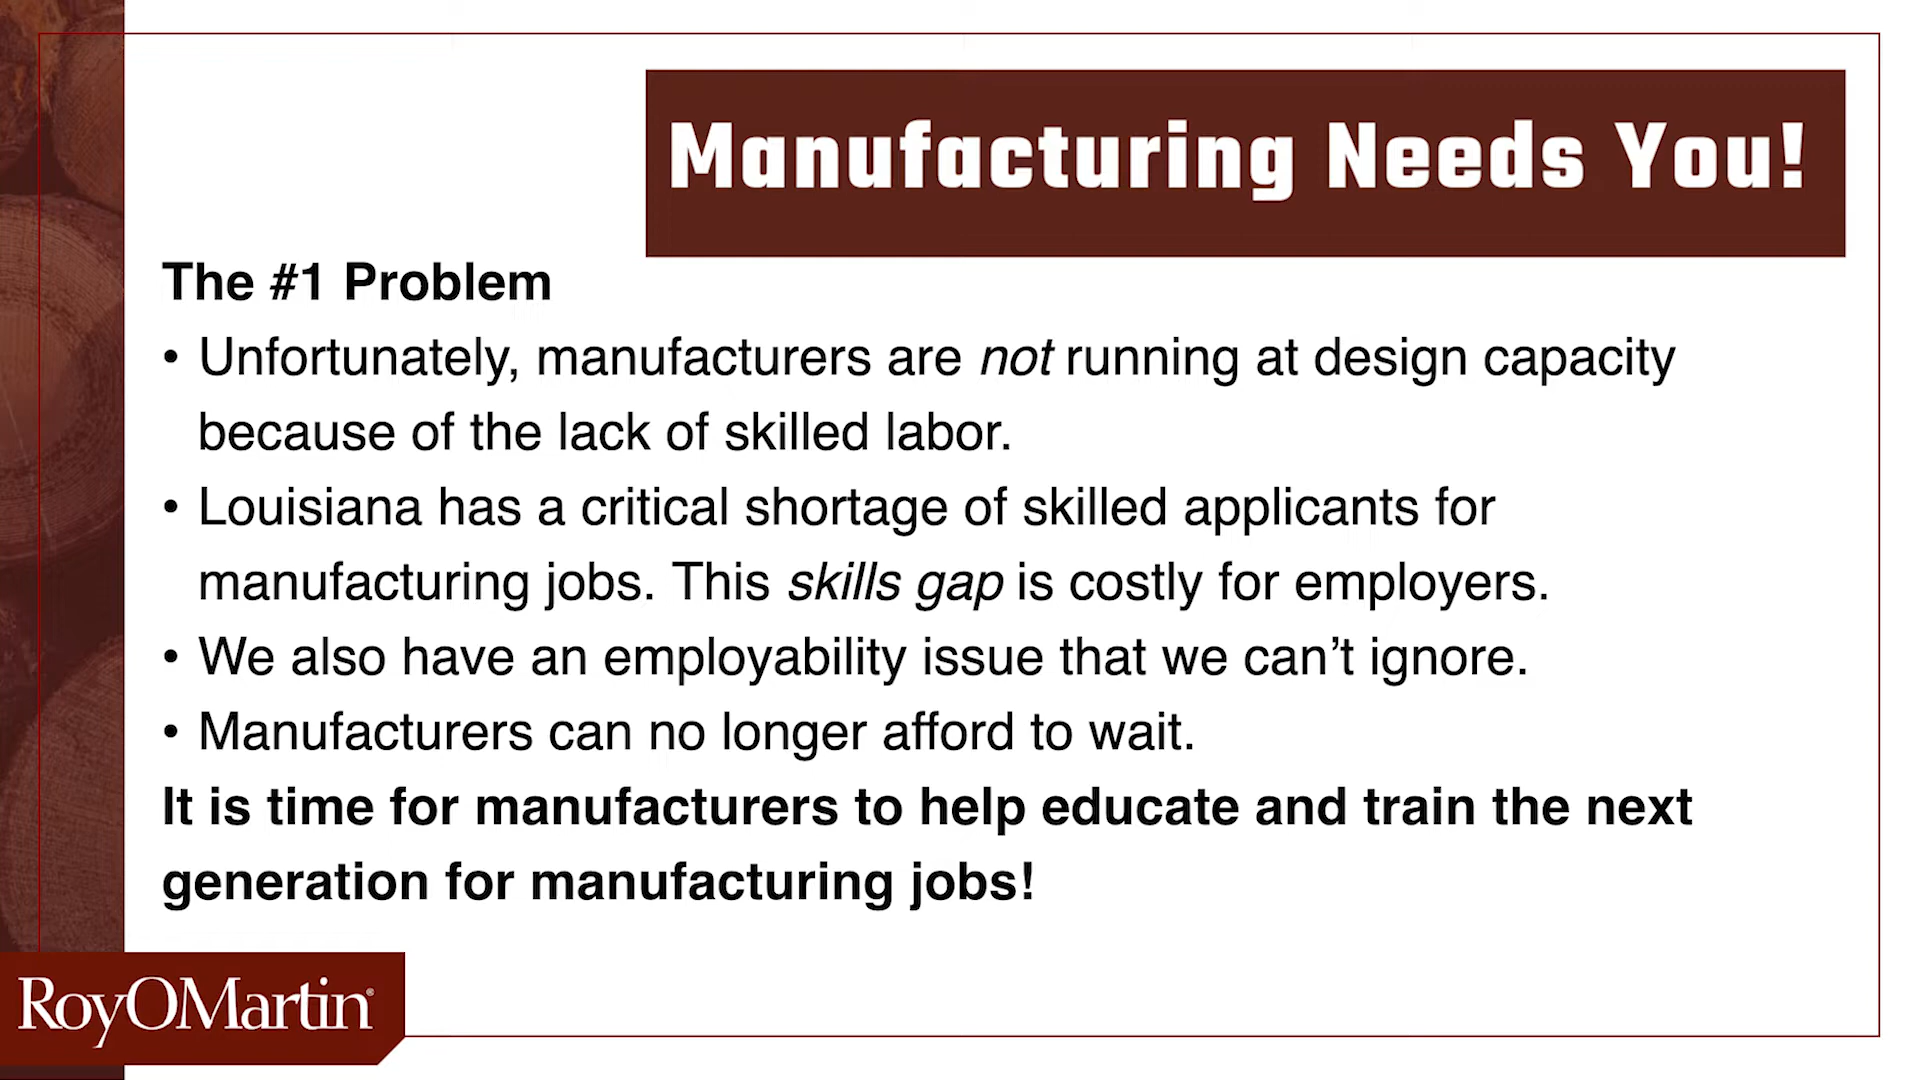 Manufacturing Needs You!
The #1 Problem
• Unfortunately, manufacturers are not running at design capacity
because of the lack of skilled labor.
• Louisiana has a critical shortage of skilled applicants for
manufacturing jobs. This skills gap is costly for employers.
• We also have an employability issue that we can’t ignore.
• Manufacturers can no longer afford to wait.
It is time for manufacturers to help educate and train the next
generation for manufacturing jobs!
RoyOMartin®